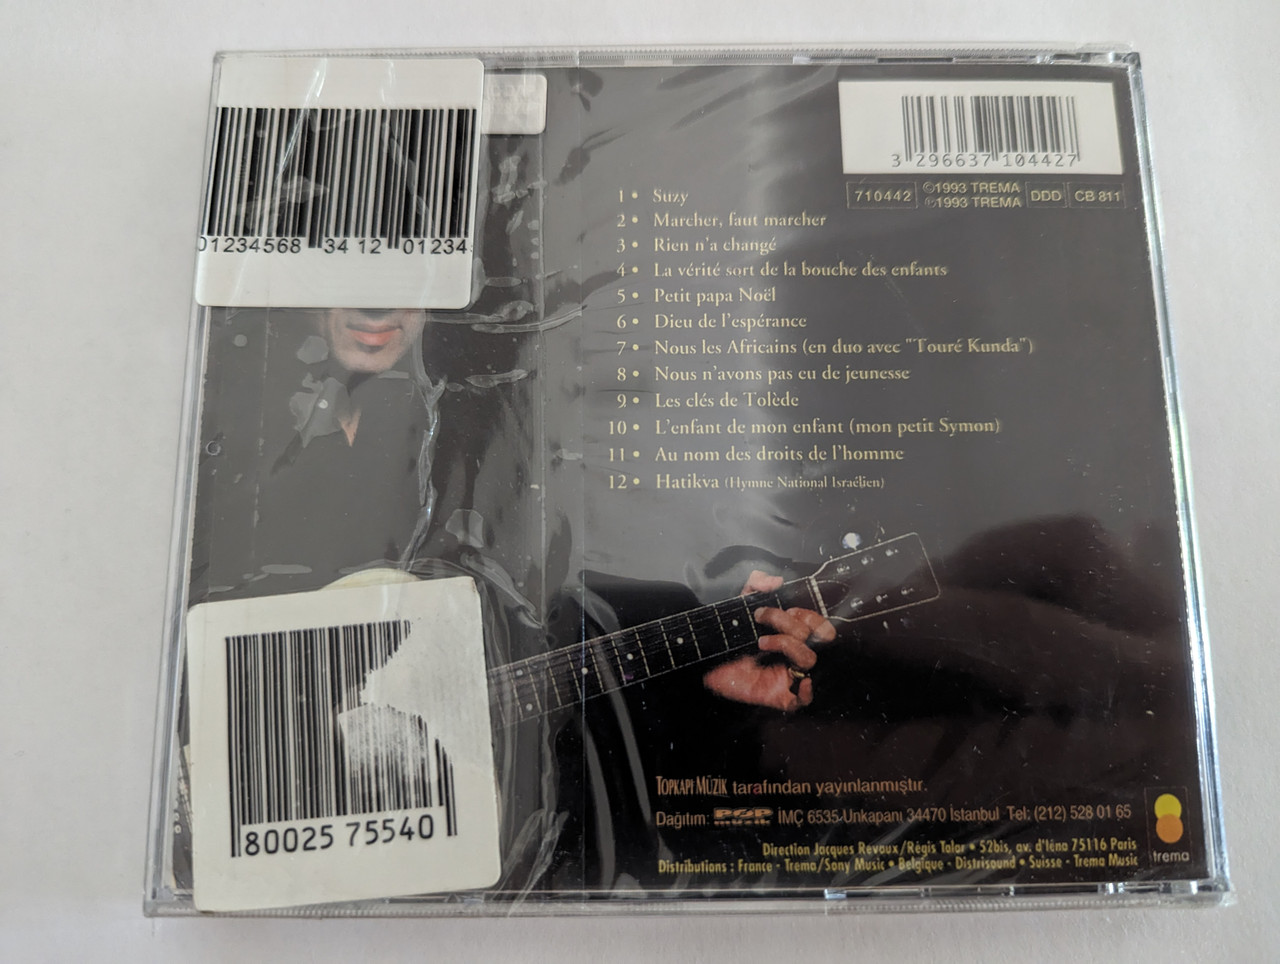 01234568 34 12 01234
3 296637 104427
710442 ©1993 TREMA ℗1993 TREMA DDD CB 811
1 • Suzy
2 • Marcher, faut marcher
3 • Rien n'a changé
4 • La vérité sort de la bouche des enfants
5 • Petit papa Noël
6 • Dieu de l'espérance
7 • Nous les Africains (en duo avec "Touré Kunda")
8 • Nous n'avons pas eu de jeunesse
9 • Les clés de Tolède
10 • L'enfant de mon enfant (mon petit Symon)
11 • Au nom des droits de l'homme
12 • Hatikva (Hymne National Israélien)
80025 75540
TOPKAPI MÜZİK tarafından yayınlanmıştır.
Dağıtım: POP MUSIC İMÇ 6535-Unkapanı 34470 İstanbul Tel: (212) 528 01 65
Direction Jacques Revaux/Régis Talar • 52bis, av. d'Iéna 75116 Paris
Distributions : France - Trema/Sony Music • Belgique - Distrisound • Suisse - Trema Music
trema